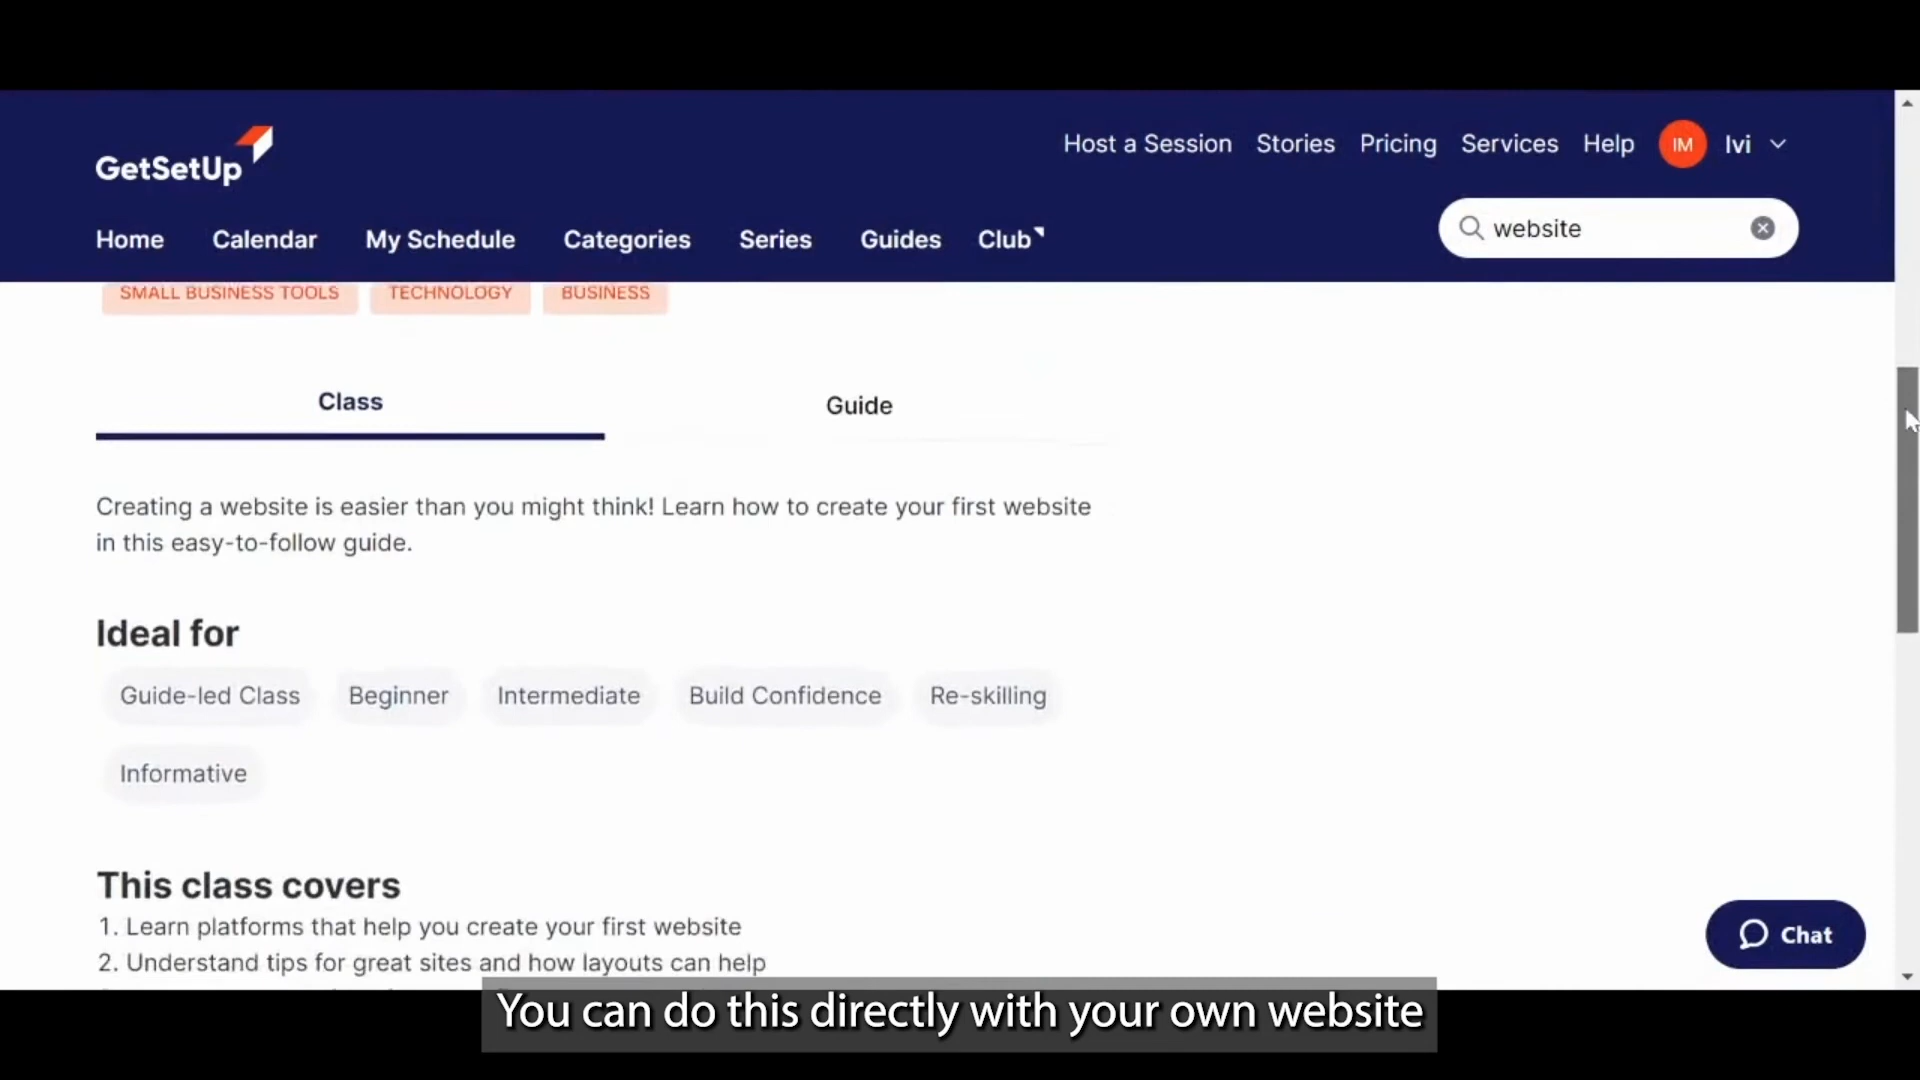 Host a Session Stories Pricing Services Help IM Ivi
GetSetUp
Home Calendar My Schedule Categories Series Guides Club website
SMALL BUSINESS TOOLS TECHNOLOGY BUSINESS
Class Guide
Creating a website is easier than you might think! Learn how to create your first website
in this easy-to-follow guide.
Ideal for
Guide-led Class Beginner Intermediate Build Confidence Re-skilling
Informative
This class covers
1. Learn platforms that help you create your first website
2. Understand tips for great sites and how layouts can help
Chat
You can do this directly with your own website